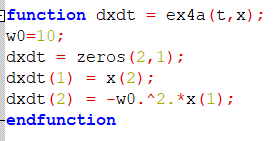 function dxdt = ex4a(t,x);
w0=10;
dxdt = zeros(2,1);
dxdt(1) = x(2);
dxdt(2) = -w0.^2.*x(1);
endfunction